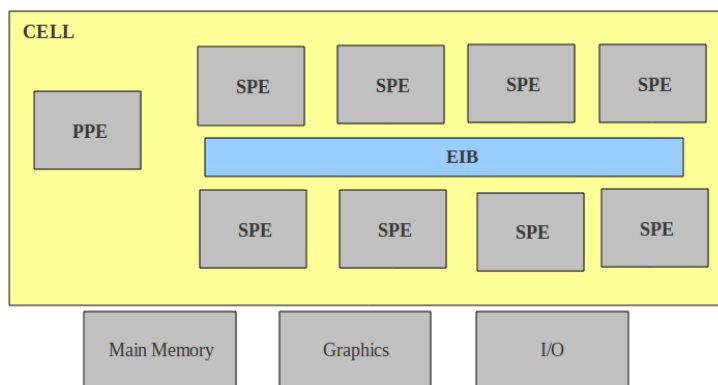 CELL
SPE SPE SPE SPE
PPE
EIB
SPE SPE SPE SPE
Main Memory Graphics I/O